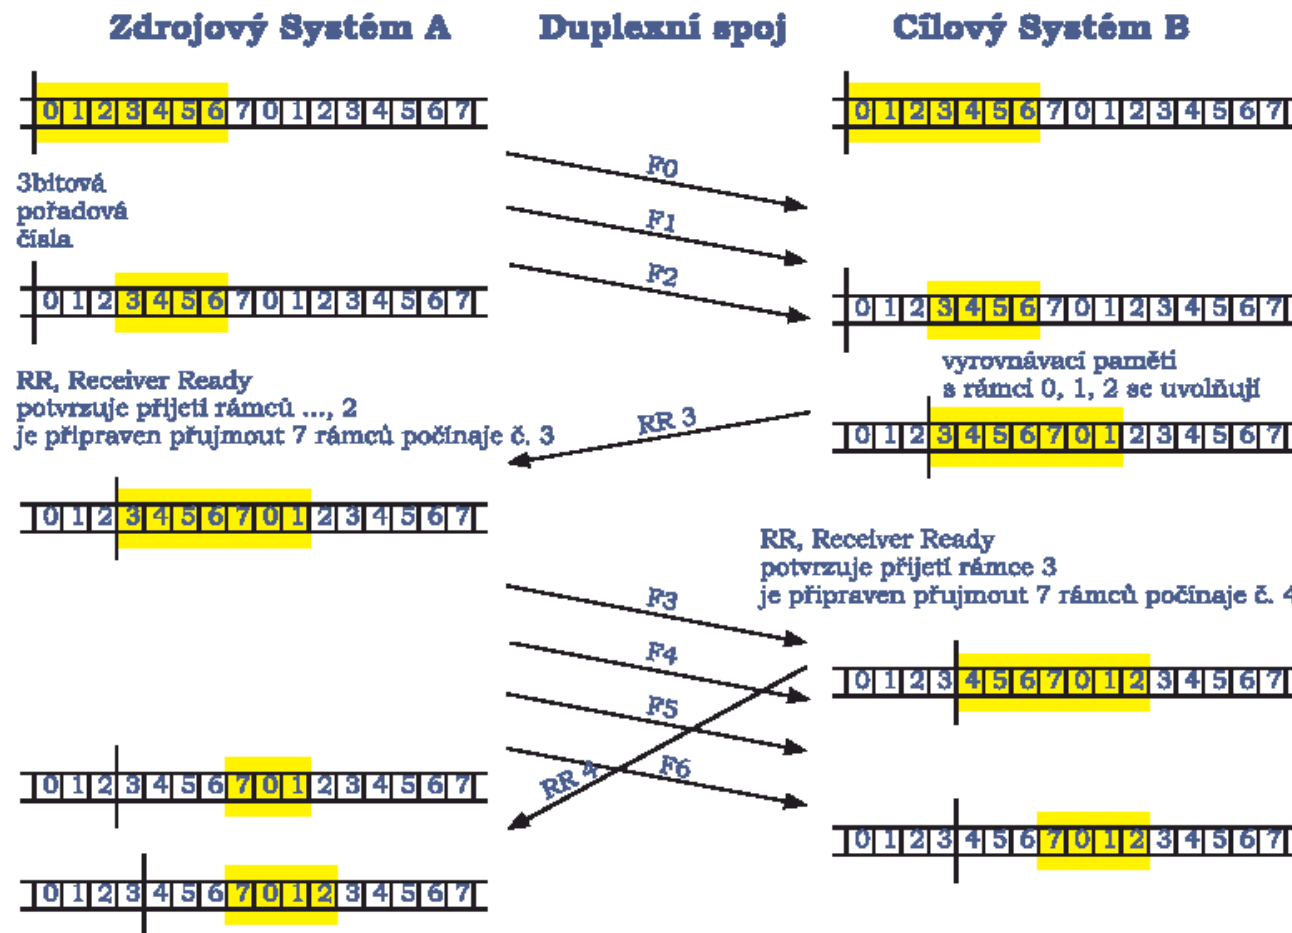 Zdrojový Systém A Duplexní spoj Cílový Systém B
0 1 2 3 4 5 6 7 0 1 2 3 4 5 6 7 0 1 2 3 4 5 6 7 0 1 2 3 4 5 6 7
F0
3bitová
pořadová
čísla
F1
F2
0 1 2 3 4 5 6 7 0 1 2 3 4 5 6 7 0 1 2 3 4 5 6 7 0 1 2 3 4 5 6 7
vyrovnávací paměti
s rámci 0, 1, 2 se uvolňují
RR, Receiver Ready
potvrzuje přijetí rámců ..., 2
je připraven přujmout 7 rámců počínaje č. 3
RR 3
0 1 2 3 4 5 6 7 0 1 2 3 4 5 6 7
0 1 2 3 4 5 6 7 0 1 2 3 4 5 6 7
RR, Receiver Ready
potvrzuje přijetí rámce 3
je připraven přujmout 7 rámců počínaje č. 4
F3
F4
0 1 2 3 4 5 6 7 0 1 2 3 4 5 6 7
F5
RR 4
F6
0 1 2 3 4 5 6 7 0 1 2 3 4 5 6 7
0 1 2 3 4 5 6 7 0 1 2 3 4 5 6 7
0 1 2 3 4 5 6 7 0 1 2 3 4 5 6 7